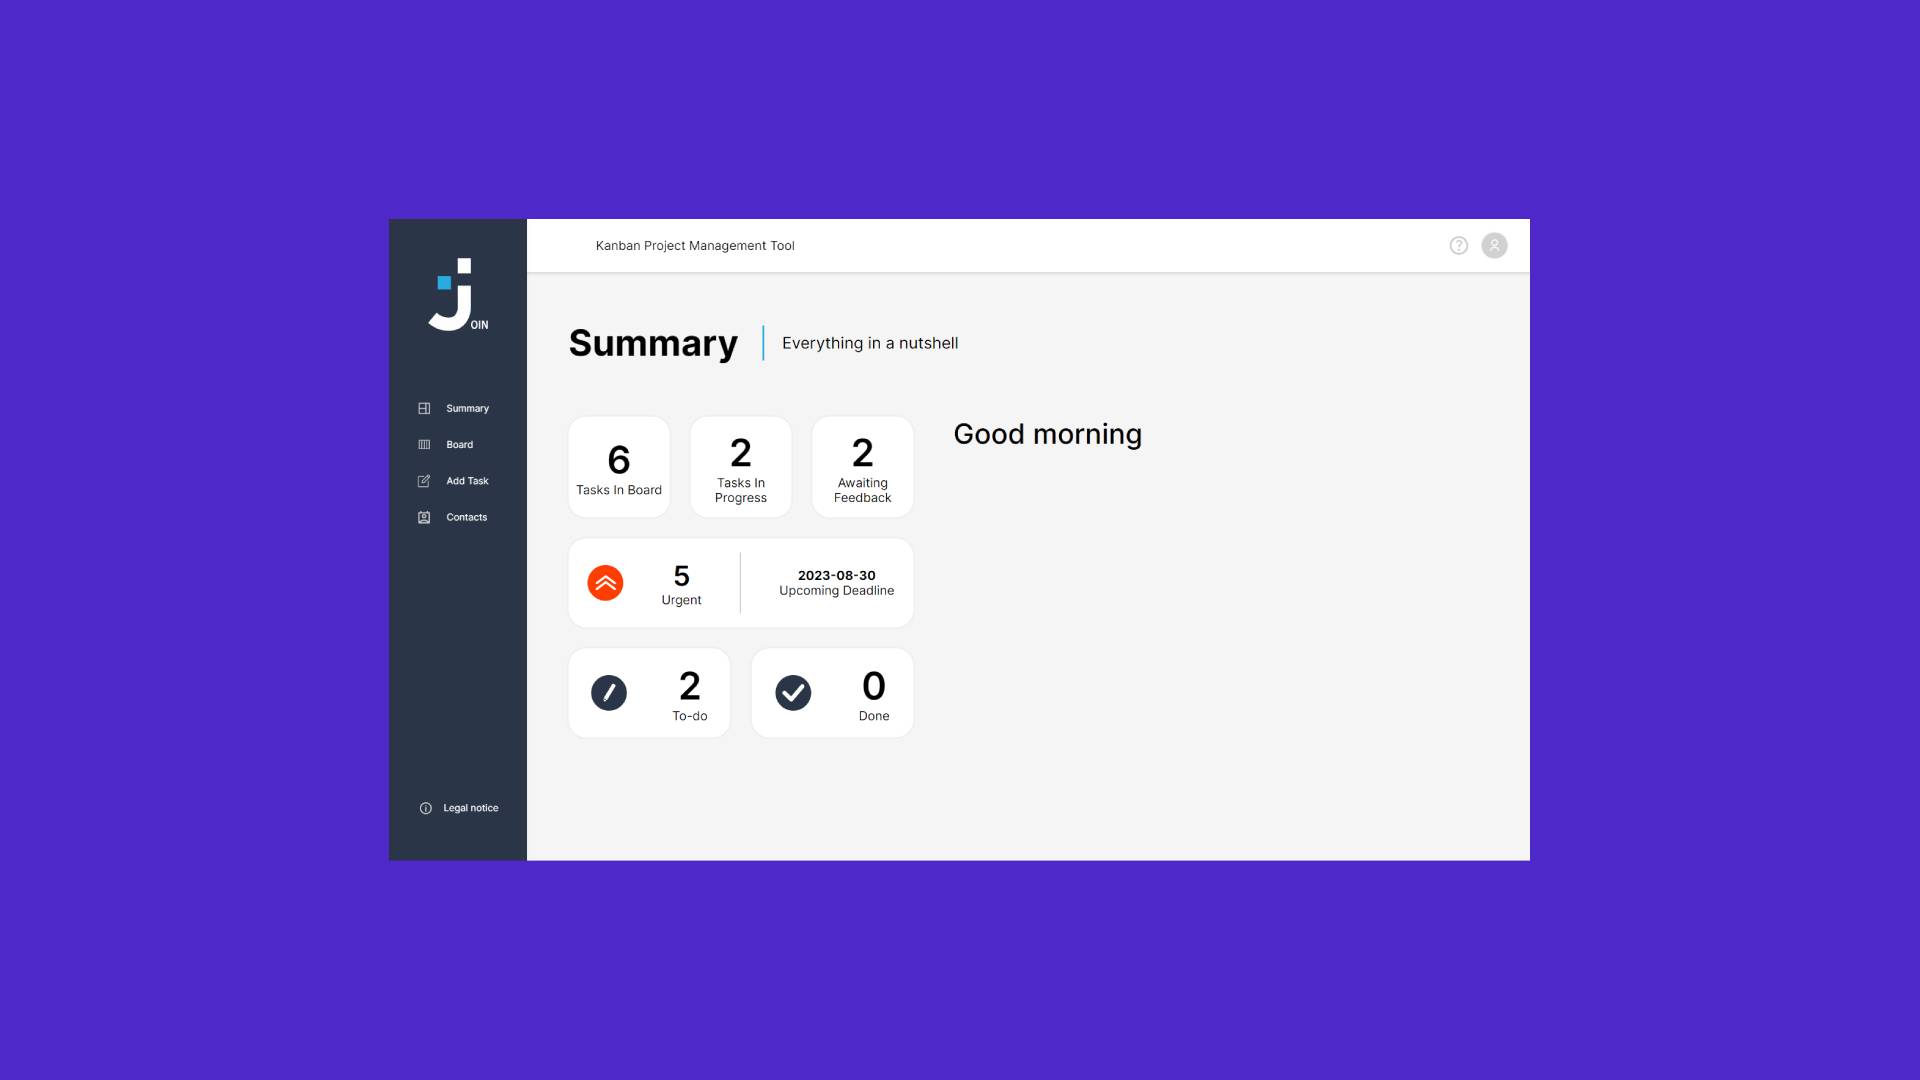 Kanban Project Management Tool
OIN
Summary
Board
Add Task
Contacts
Legal notice
Summary
Everything in a nutshell
6
Tasks In Board
2
Tasks In
Progress
2
Awaiting
Feedback
Good morning
5
Urgent
2023-08-30
Upcoming Deadline
2
To-do
0
Done